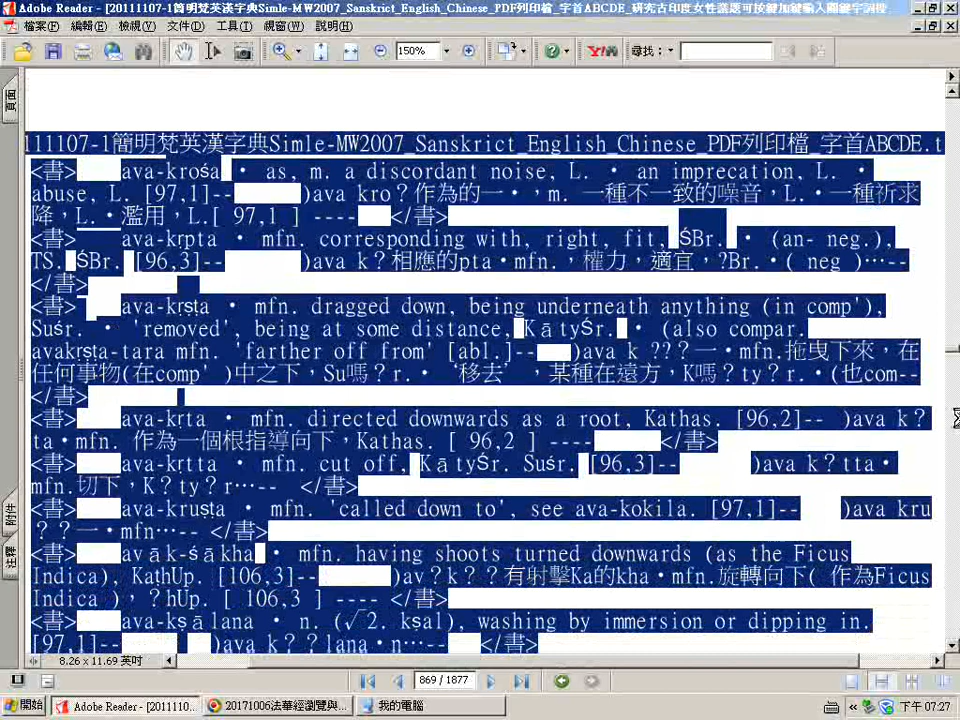 Adobe Reader - [20111107-1簡明梵英漢字典Simle-MW2007_Sanskrict_English_Chinese_PDF列印檔_字首ABCDE_研究古印度女性議題可按鍵加鍵輸入關鍵字詞搜
檔案(F) 編輯(E) 檢視(V) 文件(D) 工具(T) 視窗(W) 說明(H)
150% Y! 尋找:
頁面
111107-1簡明梵英漢字典Simle-MW2007_Sanskrict_English_Chinese_PDF列印檔_字首ABCDE.t
<書> ava-krośa • as, m. a discordant noise, L. • an imprecation, L. •
abuse, L. [97,1]-- )ava kro？作為的一•，m. 一種不一致的噪音，L.•一種祈求
降，L.•濫用，L.[ 97,1 ] ---- </書>
<書> ava-kṛpta • mfn. corresponding with, right, fit, ŚBr. • (an- neg.),
TS. ŚBr. [96,3]-- )ava k？相應的pta•mfn.，權力，適宜，?Br.•( neg )…--
</書>
<書> ava-kṛṣṭa • mfn. dragged down, being underneath anything (in comp'),
Suśr. • 'removed', being at some distance, KātyŚr. • (also compar.
avakṛṣṭa-tara mfn. 'farther off from' [abl.]-- )ava k ???一•mfn.拖曳下來，在
任何事物(在comp' )中之下，Su嗎？r.•‘移去’，某種在遠方，K嗎？ty？r.•(也com--
</書>
<書> ava-kṛta • mfn. directed downwards as a root, Kathas. [96,2]-- )ava k？
ta•mfn. 作為一個根指導向下，Kathas. [ 96,2 ] ---- </書>
<書> ava-kṛtta • mfn. cut off, KātyŚr. Suśr. [96,3]-- )ava k？tta•
mfn.切下，K？ty？r…-- </書>
<書> ava-kruṣṭa • mfn. 'called down to', see ava-kokila. [97,1]-- )ava kru
？？一•mfn…-- </書>
<書> avāk-śākha • mfn. having shoots turned downwards (as the Ficus
Indica), KaṭhUp. [106,3]-- )av？k？？有射擊Ka的kha•mfn.旋轉向下( 作為Ficus
Indica )，？hUp. [ 106,3 ] ---- </書>
<書> ava-kṣālana • n. (√2. kṣal), washing by immersion or dipping in.
[97,1]-- )ava k？？lana•n…-- </書>
附件
注釋
8.26 x 11.69 英吋
869 / 1877
開始 Adobe Reader - [2011110... 20171006法華經瀏覽與... 我的電腦 « 下午 07:27